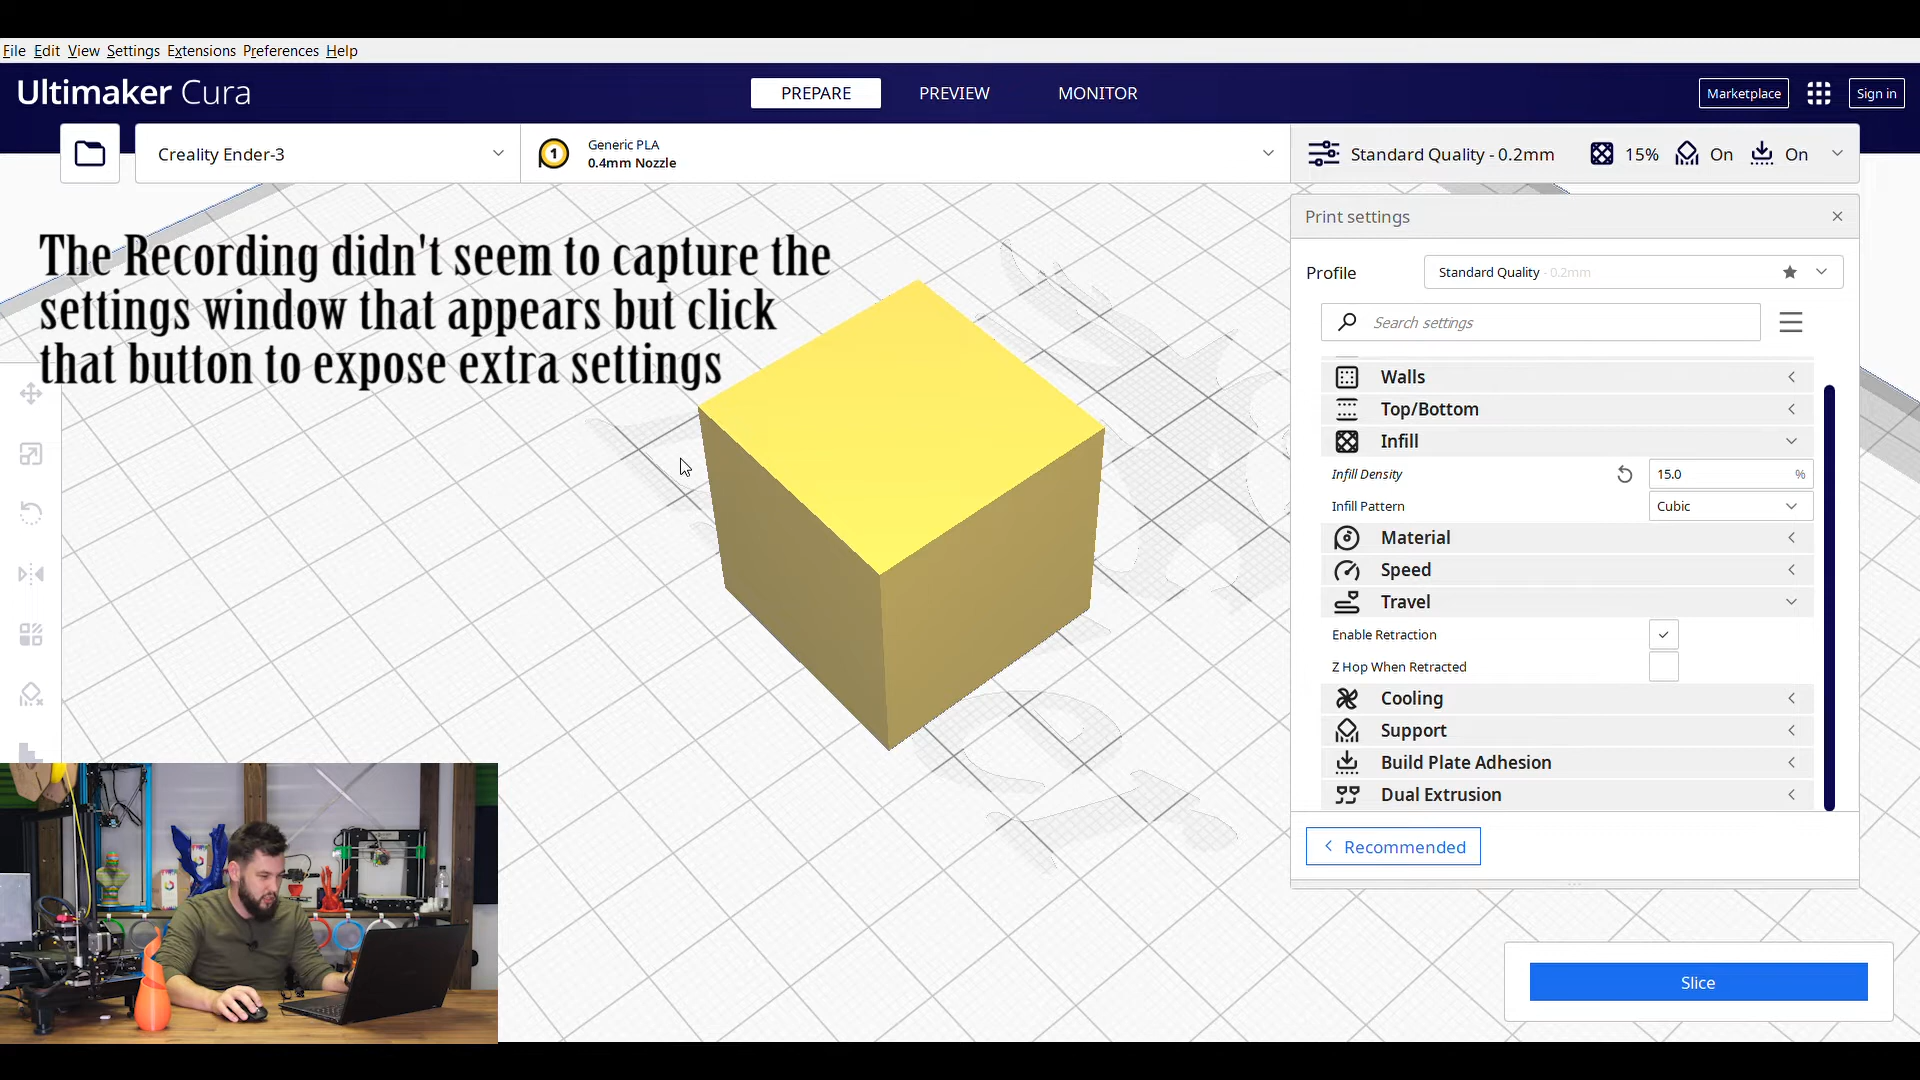 File Edit View Settings Extensions Preferences Help
Ultimaker Cura
PREPARE
PREVIEW
MONITOR
Marketplace
Sign in
Creality Ender-3
1
Generic PLA
0.4mm Nozzle
Standard Quality - 0.2mm
15%
On
On
The Recording didn't seem to capture the
settings window that appears but click
that button to expose extra settings
Print settings
Profile
Standard Quality - 0.2mm
Search settings
Walls
Top/Bottom
Infill
Infill Density
15.0 %
Infill Pattern
Cubic
Material
Speed
Travel
Enable Retraction
Z Hop When Retracted
Cooling
Support
Build Plate Adhesion
Dual Extrusion
Recommended
Slice